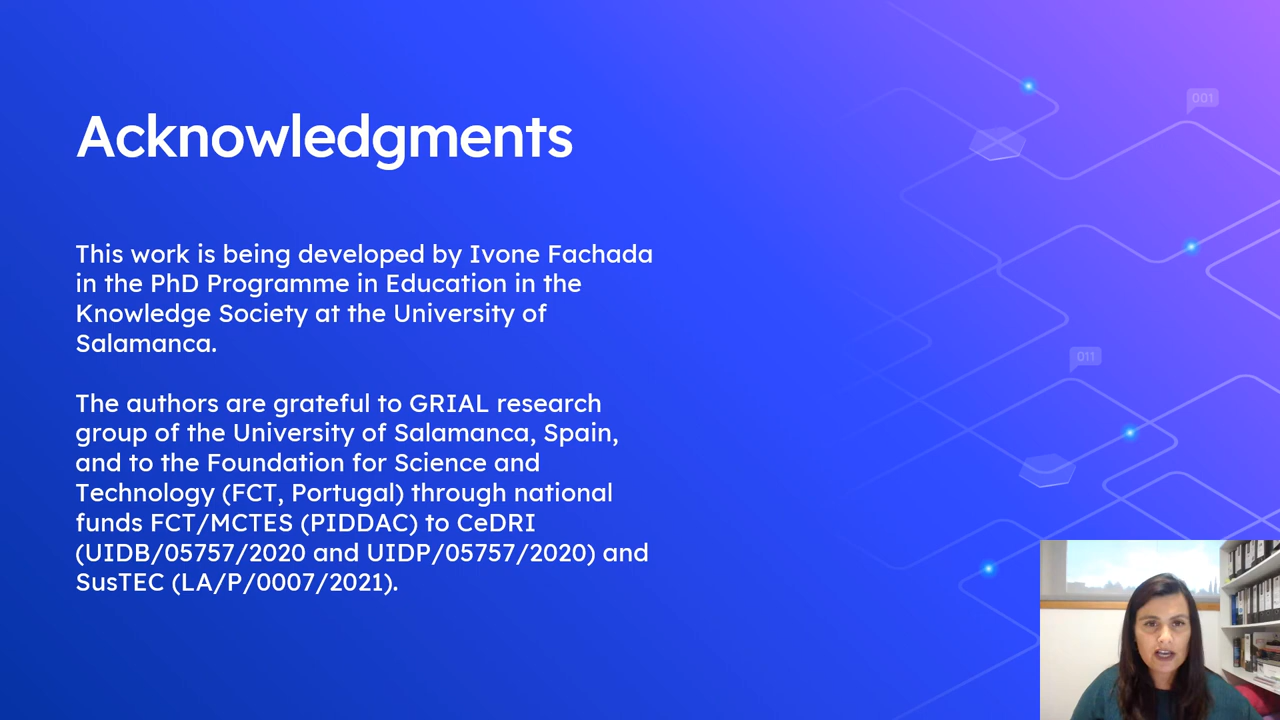 Acknowledgments
This work is being developed by Ivone Fachada
in the PhD Programme in Education in the
Knowledge Society at the University of
Salamanca.
The authors are grateful to GRIAL research
group of the University of Salamanca, Spain,
and to the Foundation for Science and
Technology (FCT, Portugal) through national
funds FCT/MCTES (PIDDAC) to CeDRI
(UIDB/05757/2020 and UIDP/05757/2020) and
SusTEC (LA/P/0007/2021).
001
011